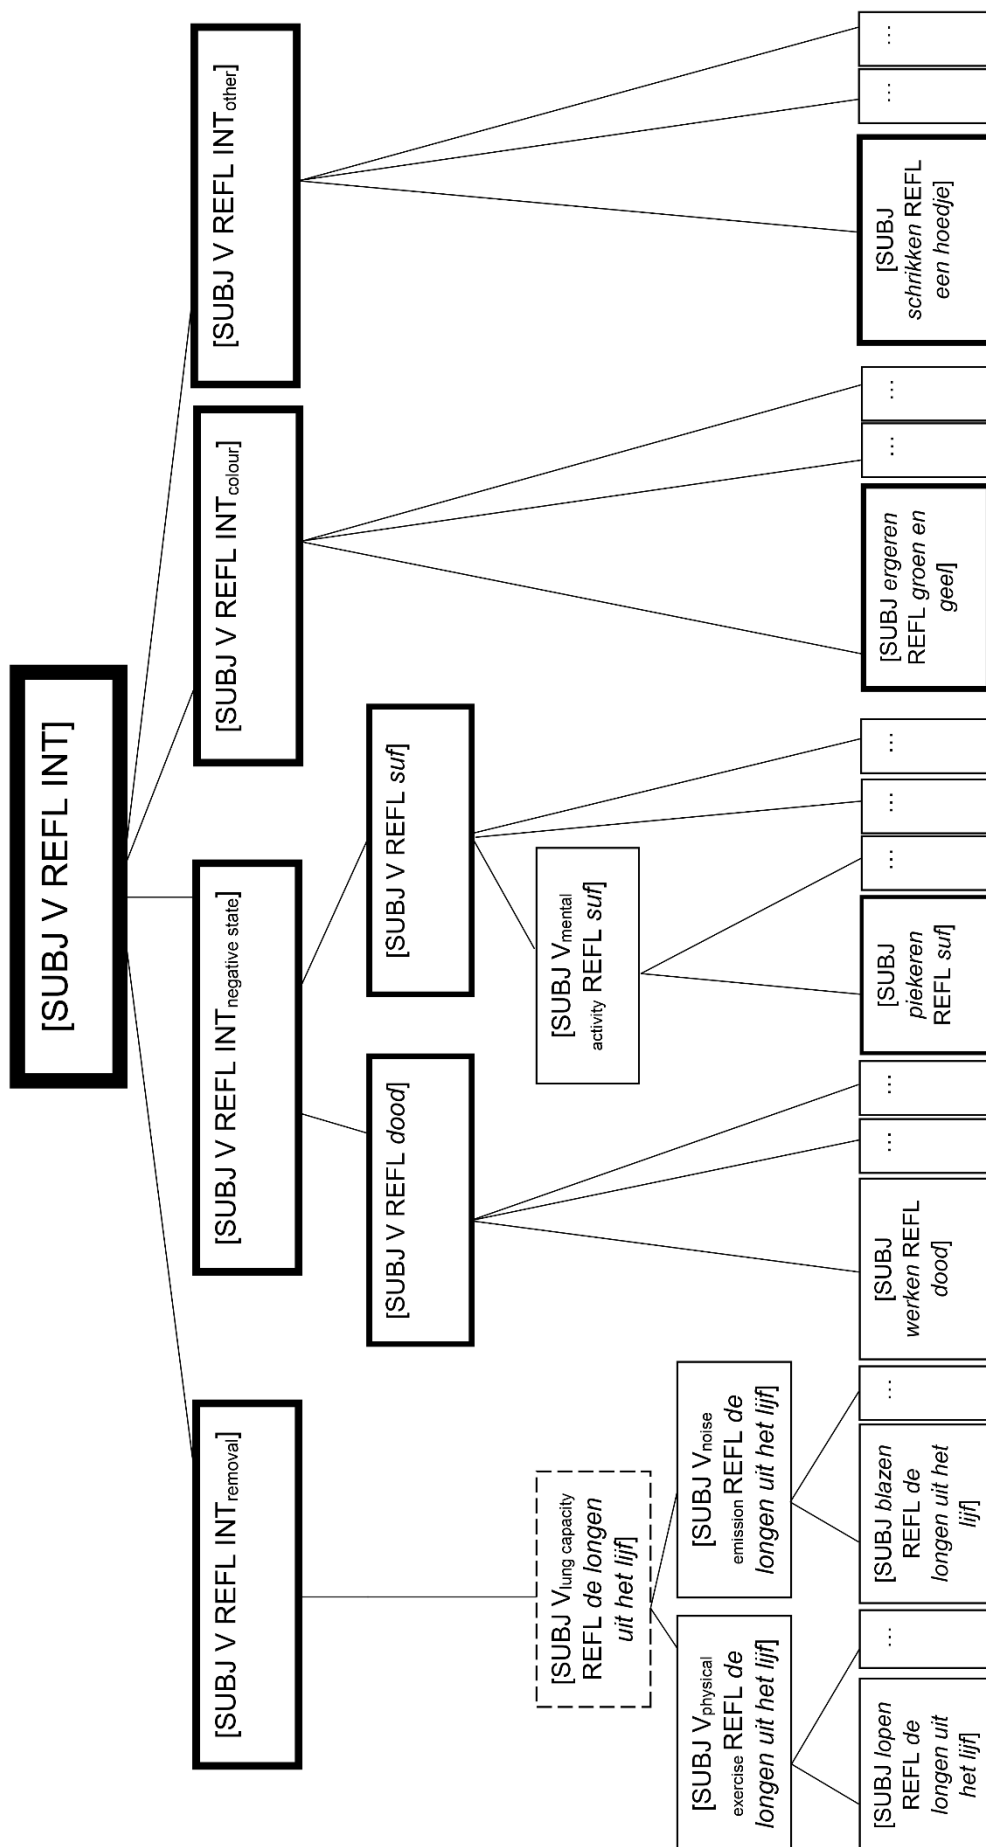 [SUBJ V REFL INT]
[SUBJ V REFL INTremoval]
[SUBJ V REFL INTnegative state]
[SUBJ V REFL INTcolour]
[SUBJ V REFL INTother]
[SUBJ V REFL dood]
[SUBJ V REFL suf]
[SUBJ Vlung capacity
REFL de longen
uit het lijf]
[SUBJ Vmental
activity REFL suf]
[SUBJ Vphysical
exercise REFL de
longen uit het lijf]
[SUBJ Vnoise
emission REFL de
longen uit het lijf]
[SUBJ lopen
REFL de
longen uit
het lijf]
…
[SUBJ blazen
REFL de
longen uit het
lijf]
…
[SUBJ
werken REFL
dood]
…
…
[SUBJ
piekeren
REFL suf]
…
…
…
[SUBJ ergeren
REFL groen en
geel]
…
…
[SUBJ
schrikken REFL
een hoedje]
…
…